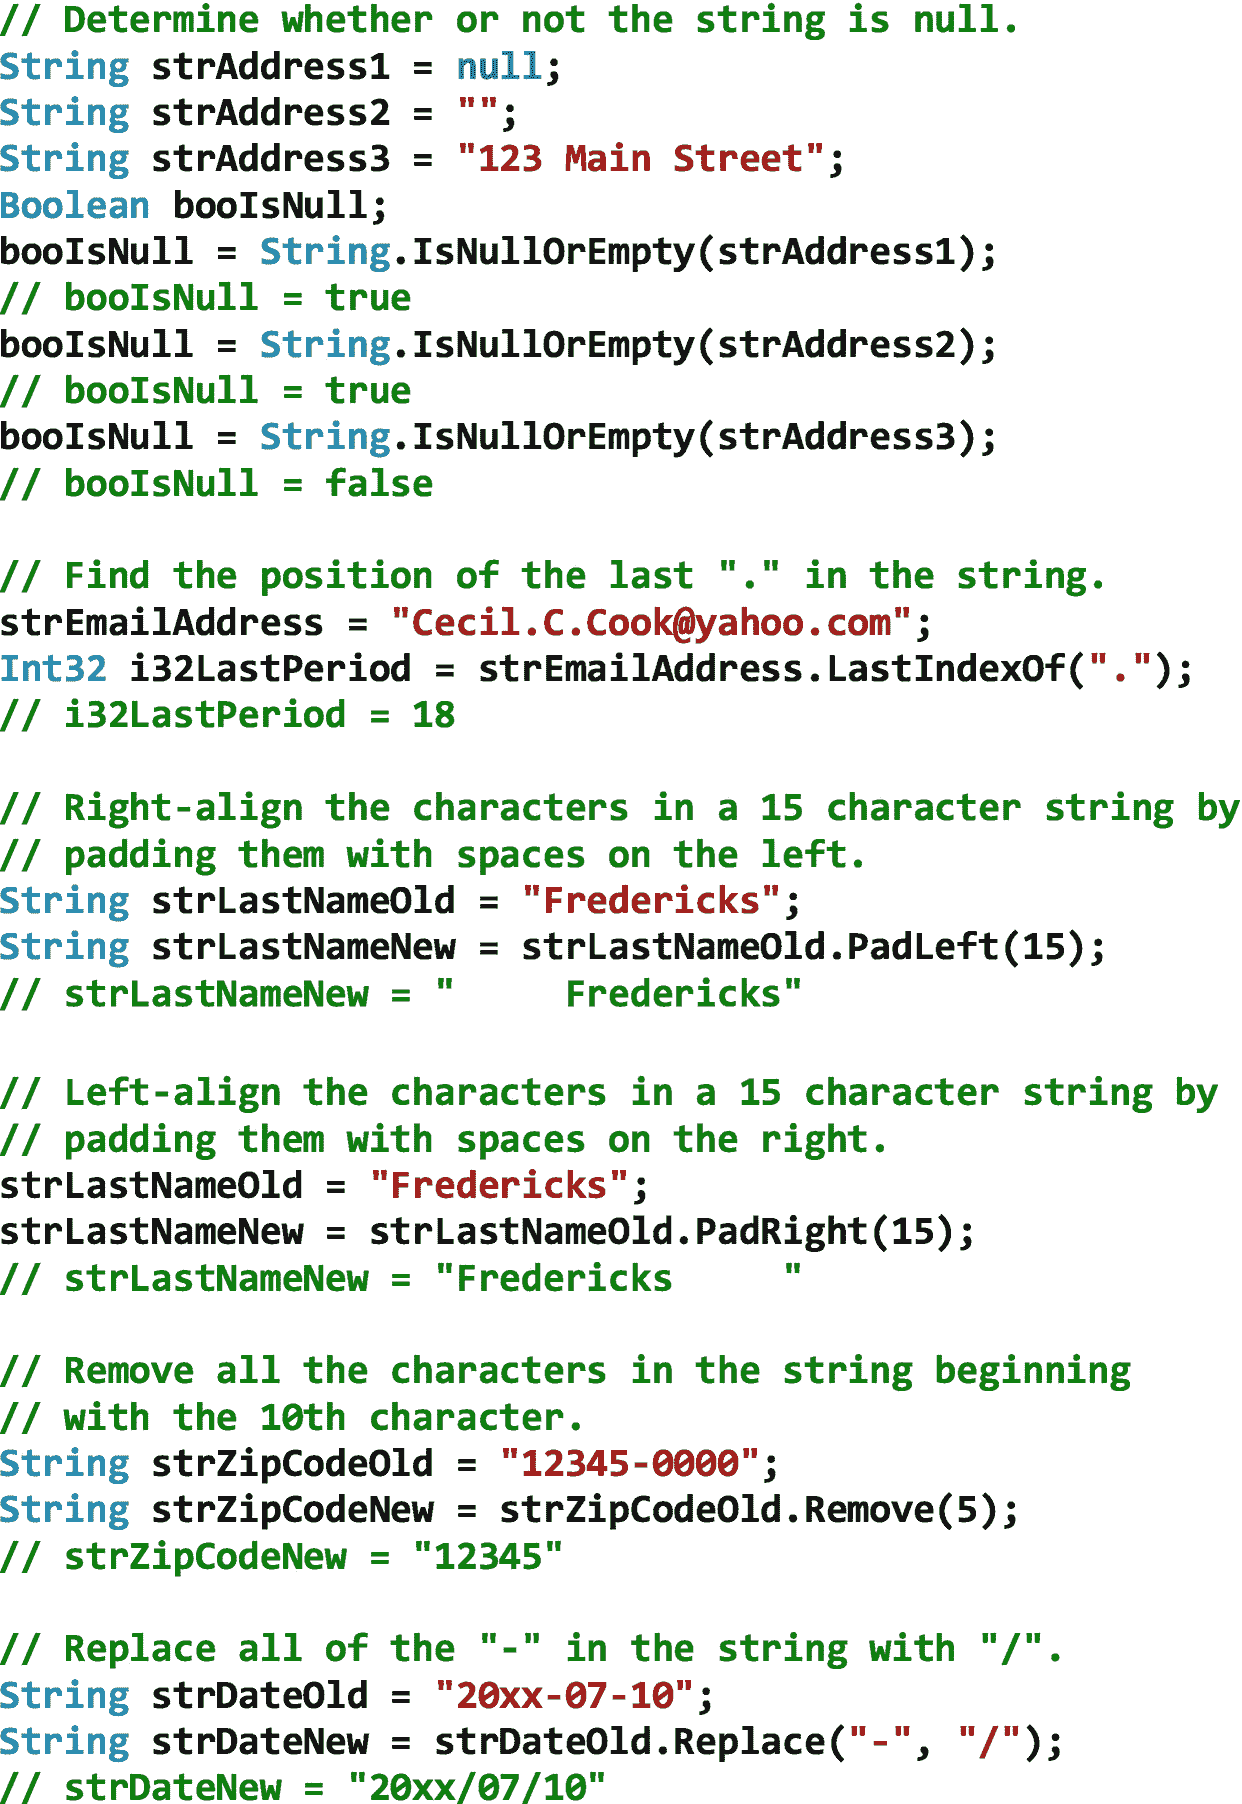 // Determine whether or not the string is null.
String strAddress1 = null;
String strAddress2 = "";
String strAddress3 = "123 Main Street";
Boolean booIsNull;
booIsNull = String.IsNullOrEmpty(strAddress1);
// booIsNull = true
booIsNull = String.IsNullOrEmpty(strAddress2);
// booIsNull = true
booIsNull = String.IsNullOrEmpty(strAddress3);
// booIsNull = false

// Find the position of the last "." in the string.
strEmailAddress = "Cecil.C.Cook@yahoo.com";
Int32 i32LastPeriod = strEmailAddress.LastIndexOf(".");
// i32LastPeriod = 18

// Right-align the characters in a 15 character string by
// padding them with spaces on the left.
String strLastNameOld = "Fredericks";
String strLastNameNew = strLastNameOld.PadLeft(15);
// strLastNameNew = "     Fredericks"

// Left-align the characters in a 15 character string by
// padding them with spaces on the right.
strLastNameOld = "Fredericks";
strLastNameNew = strLastNameOld.PadRight(15);
// strLastNameNew = "Fredericks     "

// Remove all the characters in the string beginning
// with the 10th character.
String strZipCodeOld = "12345-0000";
String strZipCodeNew = strZipCodeOld.Remove(5);
// strZipCodeNew = "12345"

// Replace all of the "-" in the string with "/".
String strDateOld = "20xx-07-10";
String strDateNew = strDateOld.Replace("-", "/");
// strDateNew = "20xx/07/10"